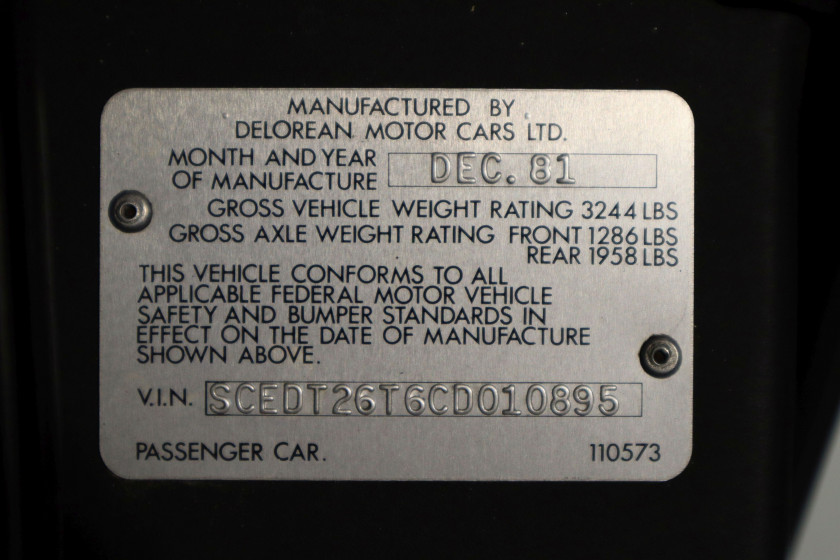 MANUFACTURED BY
DELOREAN MOTOR CARS LTD.
MONTH AND YEAR
OF MANUFACTURE DEC. 81
GROSS VEHICLE WEIGHT RATING 3244 LBS
GROSS AXLE WEIGHT RATING FRONT 1286 LBS
REAR 1958 LBS
THIS VEHICLE CONFORMS TO ALL
APPLICABLE FEDERAL MOTOR VEHICLE
SAFETY AND BUMPER STANDARDS IN
EFFECT ON THE DATE OF MANUFACTURE
SHOWN ABOVE.
V.I.N. SCEDT26T6CD010895
PASSENGER CAR. 110573